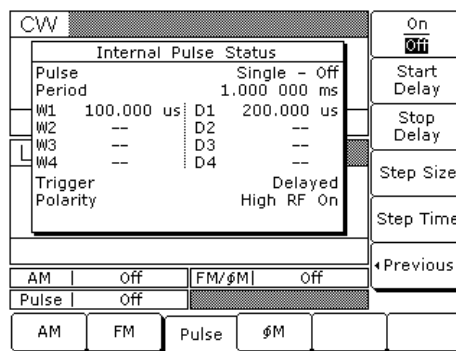 CW
Internal Pulse Status
Pulse Single - Off
Period 1.000 000 ms
W1 100.000 us D1 200.000 us
W2 -- D2 --
W3 -- D3 --
W4 -- D4 --
Trigger Delayed
Polarity High RF On
L
AM Off FM/ϕM Off
Pulse Off
AM FM Pulse ϕM
On
Off
Start
Delay
Stop
Delay
Step Size
Step Time
Previous